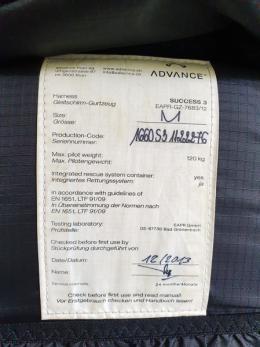 ADVANCE
Harness
Gleitschirm-Gurtzeug
SUCCESS 3
EAPR-GZ-7683/12
Size:
Grösse:
M
Production-Code:
Seriennummer:
Max. pilot weight:
Max. Pilotengewicht:
120 kg
Integrated rescue system container:
Integriertes Rettungssystem:
yes
ja
in accordance with guidelines of
EN 1651, LTF 91/09
in Übereinstimmung der Normen nach
EN 1651, LTF 91/09
Testing laboratory:
Prüfstelle:
EAPR GmbH
DE-87730 Bad Grönenbach
Checked before first use by
Stückprüfung durchgeführt von
Date/Datum:
12/2013
24 months/Monate
Check before first use and read manual!
Vor Erstgebrauch checken und Handbuch lesen!